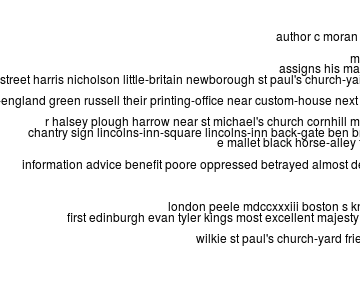 author c moran
m
assigns his ma
street harris nicholson little-britain newborough st paul's church-ya
-england green russell their printing-office near custom-house next
r halsey plough harrow near st michael's church cornhill m
chantry sign lincolns-inn-square lincolns-inn back-gate ben b
e mallet black horse-alley
information advice benefit poore oppressed betrayed almost de
london peele mdccxxxiii boston s k
first edinburgh evan tyler kings most excellent majesty
wilkie st paul's church-yard frie